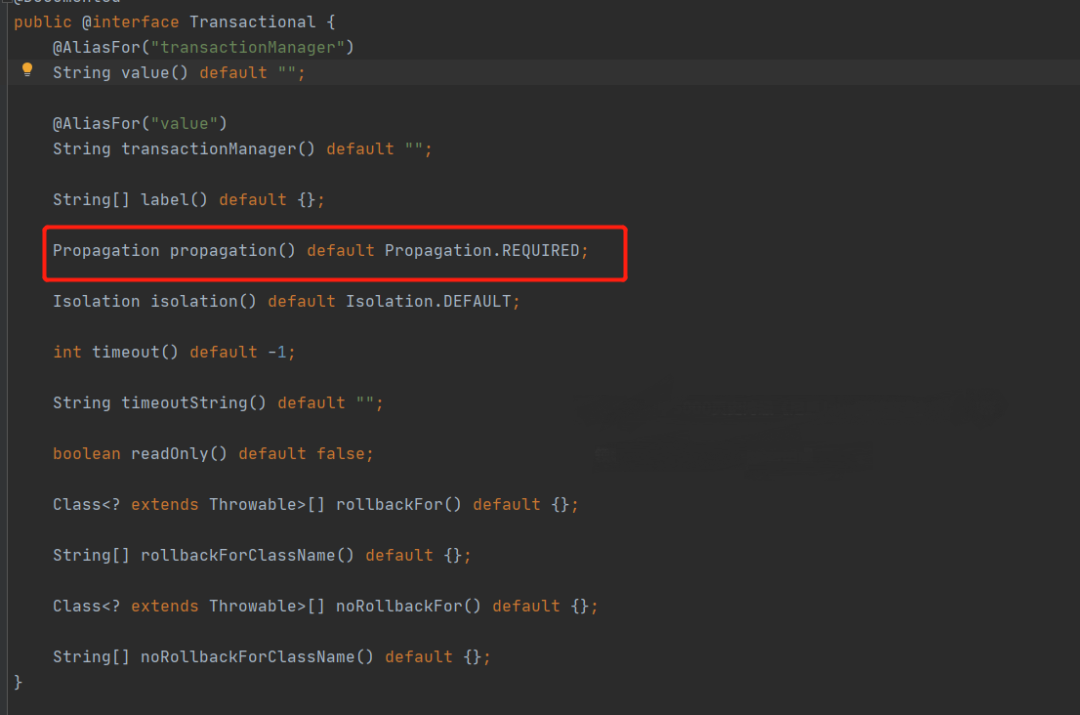 public @interface Transactional {
@AliasFor("transactionManager")
String value() default "";
@AliasFor("value")
String transactionManager() default "";
String[] label() default {};
Propagation propagation() default Propagation.REQUIRED;
Isolation isolation() default Isolation.DEFAULT;
int timeout() default -1;
String timeoutString() default "";
boolean readOnly() default false;
Class<? extends Throwable>[] rollbackFor() default {};
String[] rollbackForClassName() default {};
Class<? extends Throwable>[] noRollbackFor() default {};
String[] noRollbackForClassName() default {};
}